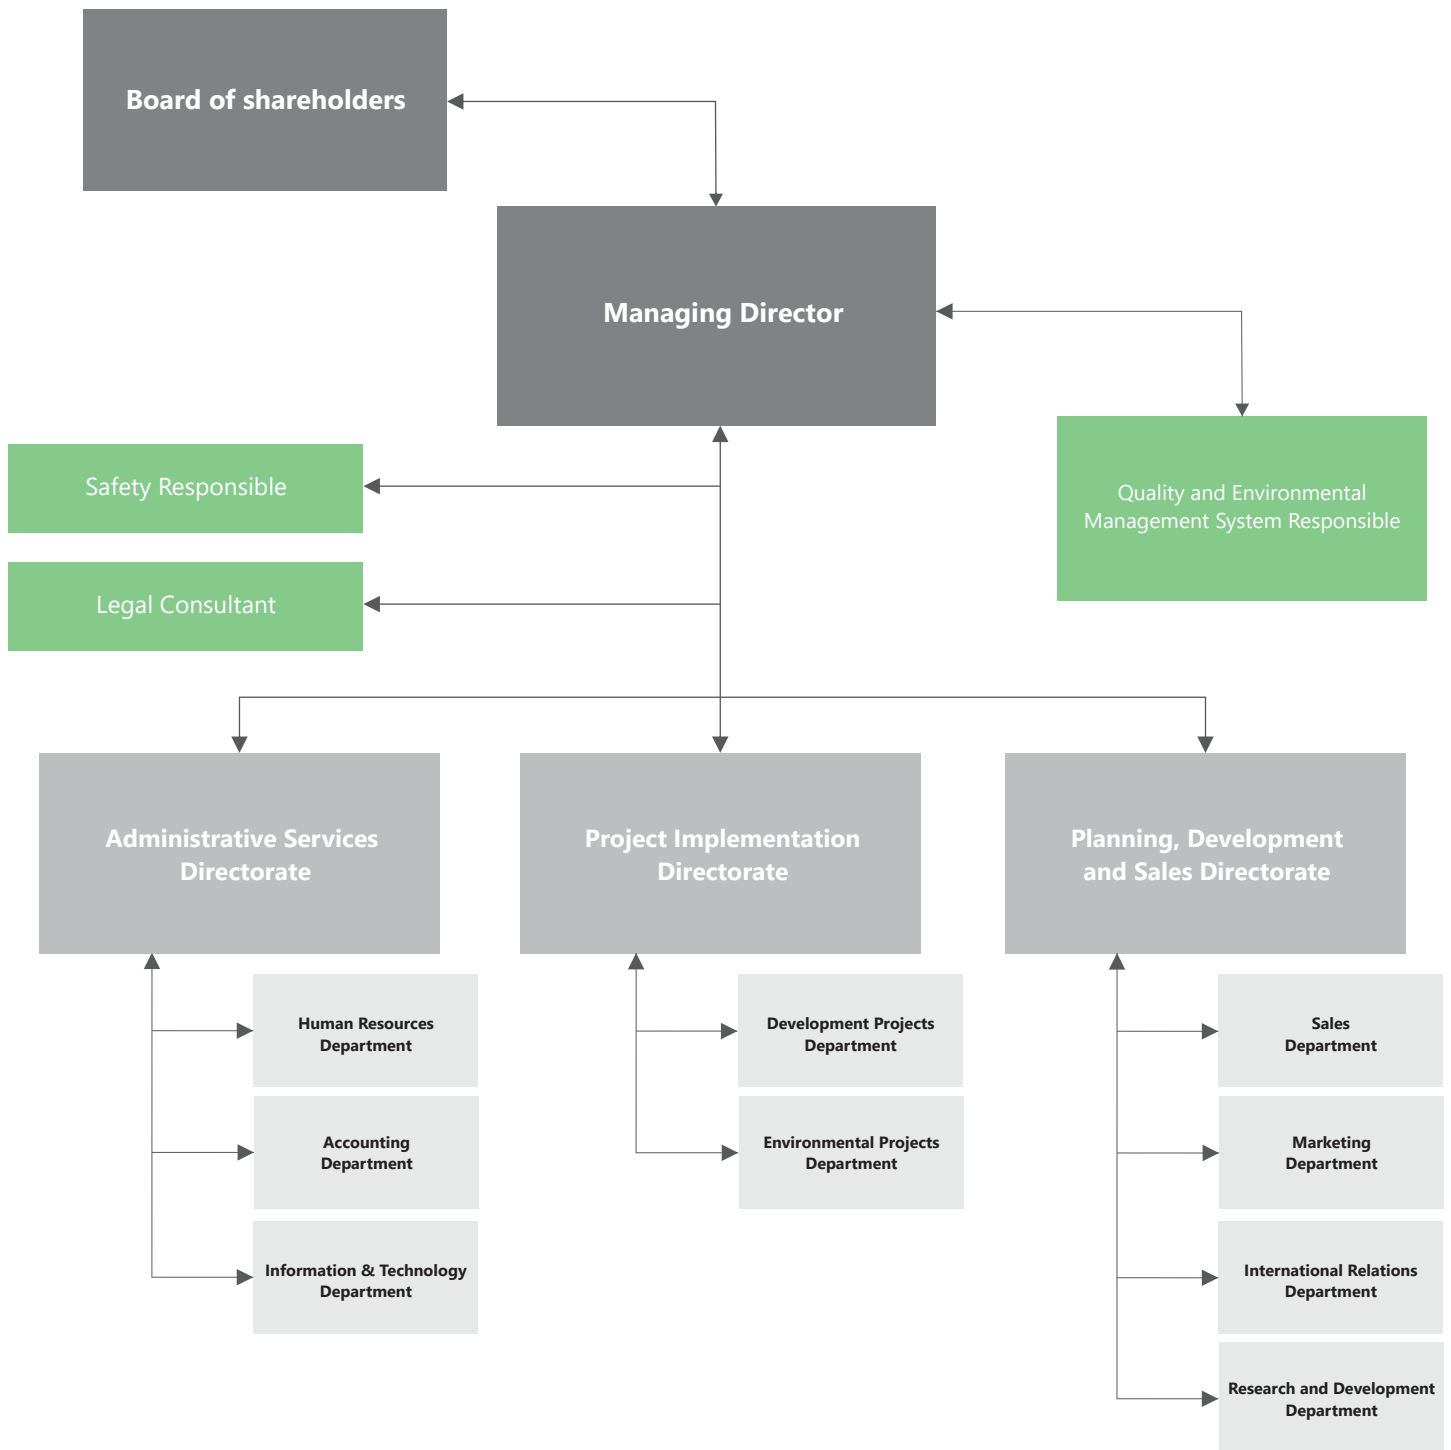 Board of shareholders
Managing Director
Safety Responsible
Quality and Environmental
Management System Responsible
Legal Consultant
Administrative Services
Directorate
Project Implementation
Directorate
Planning, Development
and Sales Directorate
Human Resources
Department
Accounting
Department
Information & Technology
Department
Development Projects
Department
Environmental Projects
Department
Sales
Department
Marketing
Department
International Relations
Department
Research and Development
Department